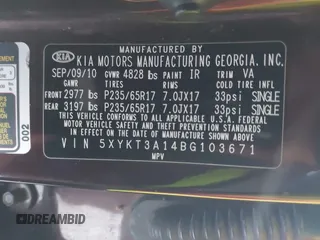 MANUFACTURED BY
KIA KIA MOTORS MANUFACTURING GEORGIA, INC.
SEP/09/10 GVWR 4828 lbs PAINT IR TRIM VA
GAWR TIRES RIMS COLD TIRE INFL
FRONT 2977 lbs P235/65R17 7.0JX17 33psi SINGLE
REAR 3197 lbs P235/65R17 7.0JX17 33psi SINGLE
THIS VEHICLE CONFORMS TO ALL APPLICABLE U.S. FEDERAL MOTOR
VEHICLE SAFETY AND THEFT PREVENTION STANDARDS IN EFFECT
ON THE DATE OF MANUFACTURE SHOWN ABOVE.
VIN 5XYKT3A14BG103671
MPV
002
DREAMBID